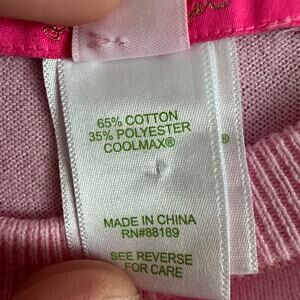 65% COTTON
35% POLYESTER
COOLMAX®
MADE IN CHINA
RN#88189
SEE REVERSE
FOR CARE
®